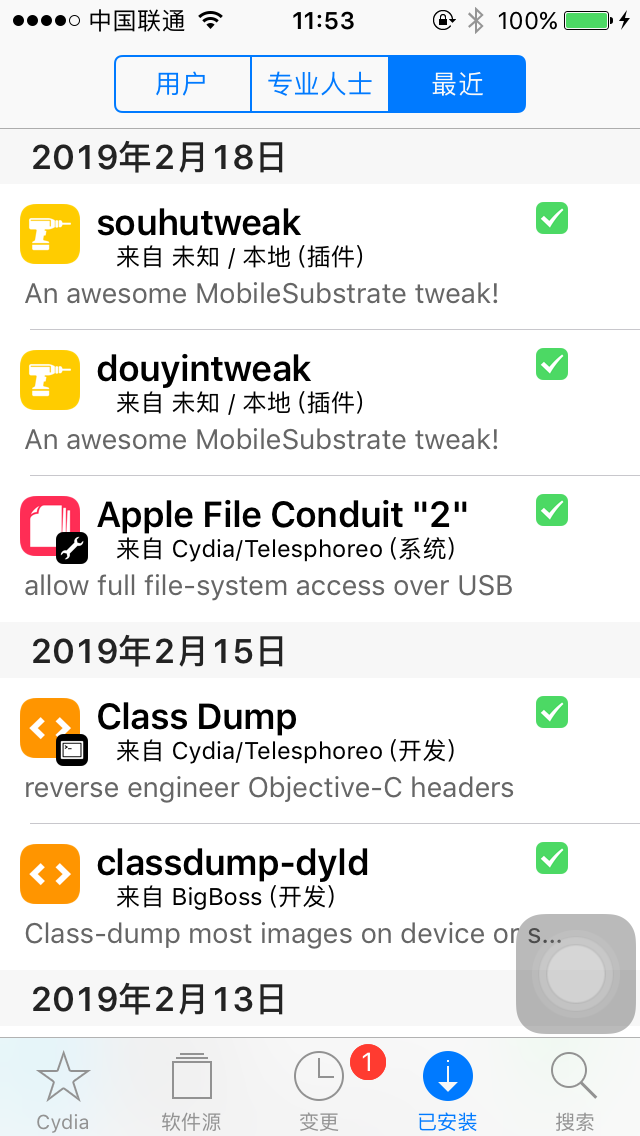 中国联通 11:53 100%
用户 专业人士 最近
2019年2月18日
souhutweak
来自 未知 / 本地 (插件)
An awesome MobileSubstrate tweak!
douyintweak
来自 未知 / 本地 (插件)
An awesome MobileSubstrate tweak!
Apple File Conduit "2"
来自 Cydia/Telesphoreo (系统)
allow full file-system access over USB
2019年2月15日
Class Dump
来自 Cydia/Telesphoreo (开发)
reverse engineer Objective-C headers
classdump-dyld
来自 BigBoss (开发)
Class-dump most images on device or s...
2019年2月13日
1
Cydia 软件源 变更 已安装 搜索